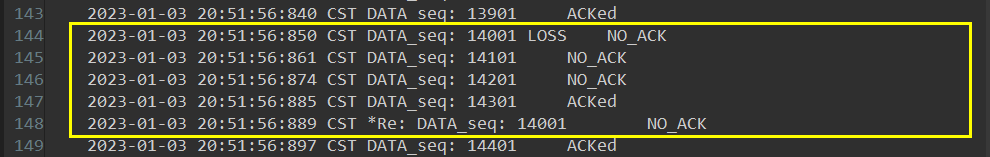 143 2023-01-03 20:51:56:840 CST DATA_seq: 13901 ACKed
144 2023-01-03 20:51:56:850 CST DATA_seq: 14001 LOSS NO_ACK
145 2023-01-03 20:51:56:861 CST DATA_seq: 14101 NO_ACK
146 2023-01-03 20:51:56:874 CST DATA_seq: 14201 NO_ACK
147 2023-01-03 20:51:56:885 CST DATA_seq: 14301 ACKed
148 2023-01-03 20:51:56:889 CST *Re: DATA_seq: 14001 NO_ACK
149 2023-01-03 20:51:56:897 CST DATA_seq: 14401 ACKed